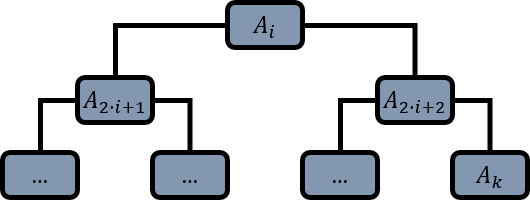 A_i
A_{2·i+1} A_{2·i+2}
... ... ... A_k